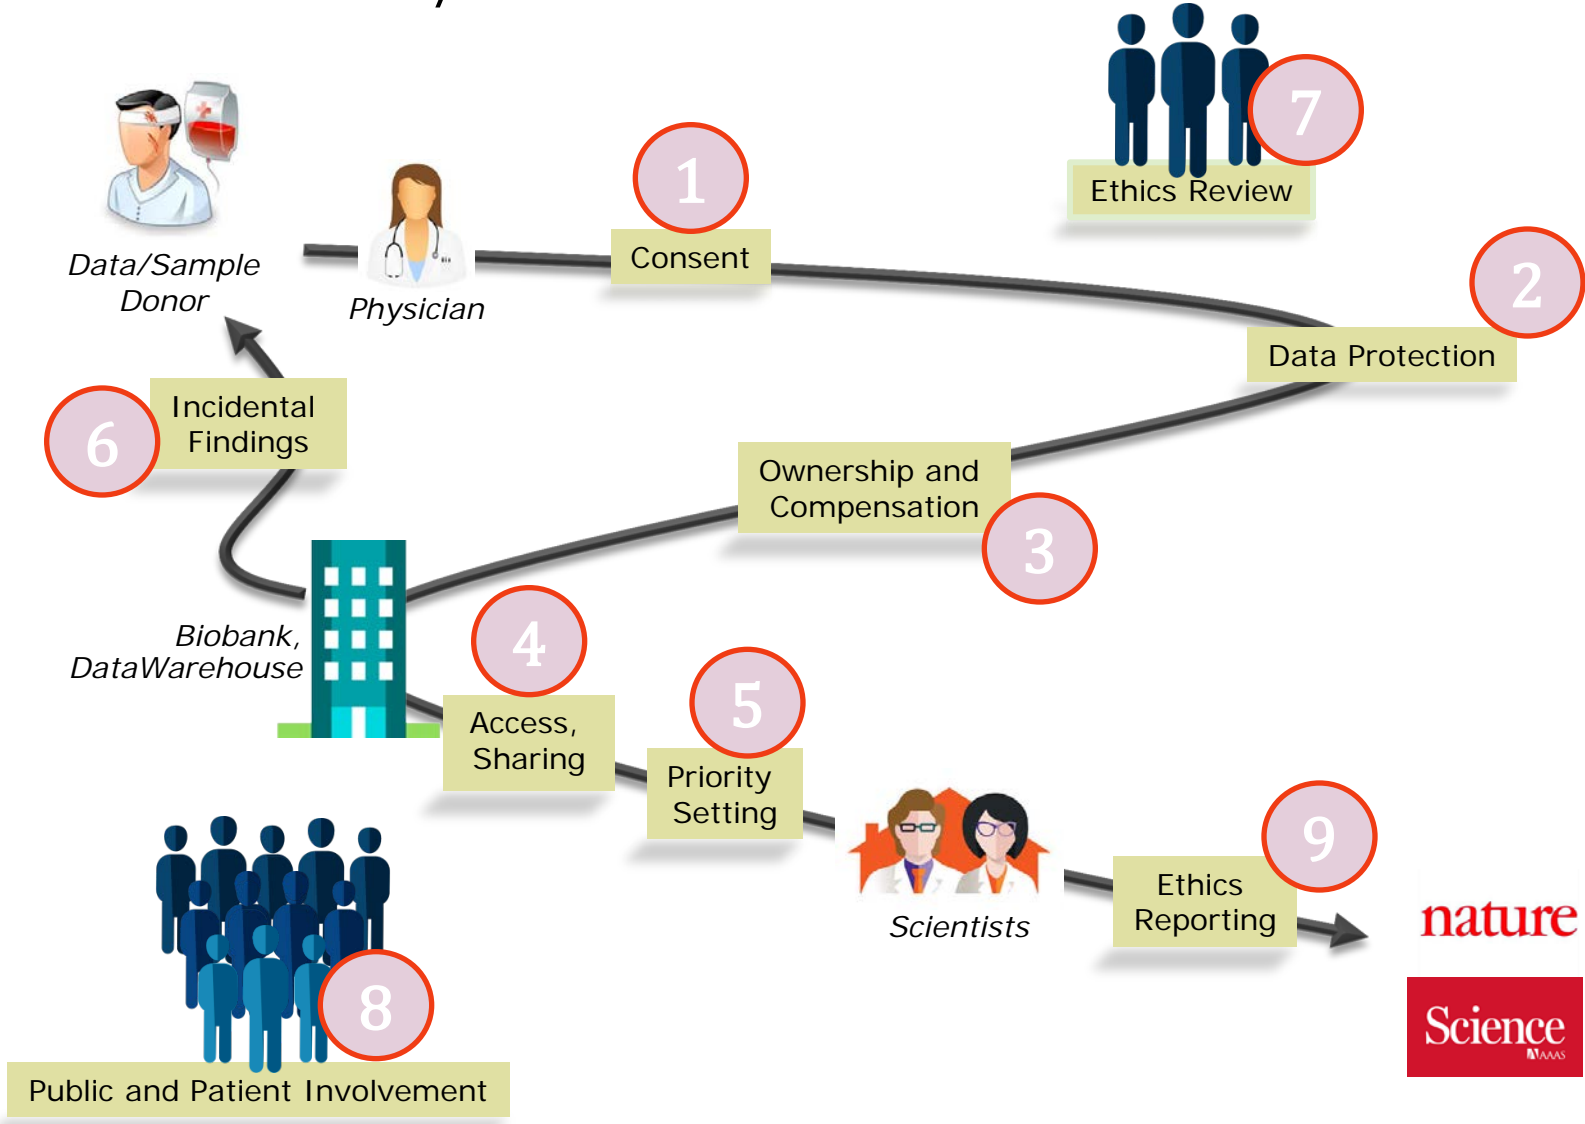 7
Ethics Review
1
Consent
Data/Sample
Donor
Physician
2
Data Protection
Incidental
Findings
6
Ownership and
Compensation
3
Biobank,
DataWarehouse
4
Access,
Sharing
5
Priority
Setting
Scientists
9
Ethics
Reporting
nature
Science
AAAS
8
Public and Patient Involvement